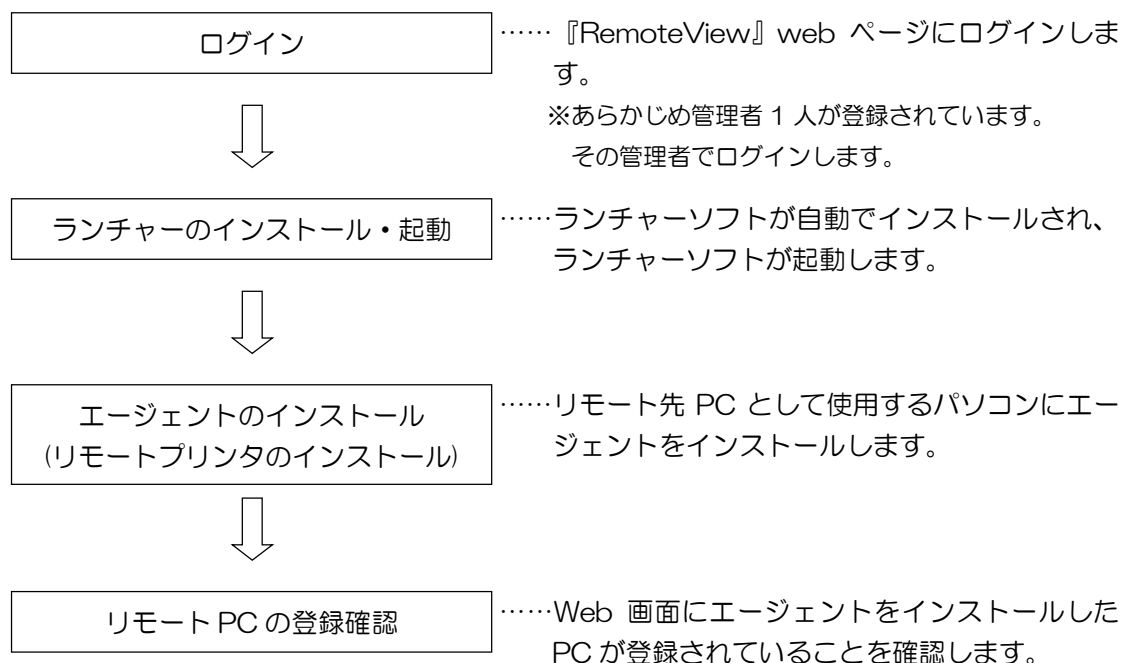 ログイン
……『RemoteView』web ページにログインしま
す。
※あらかじめ管理者 1 人が登録されています。
その管理者でログインします。
ランチャーのインストール・起動
……ランチャーソフトが自動でインストールされ、
ランチャーソフトが起動します。
エージェントのインストール
(リモートプリンタのインストール)
……リモート先 PC として使用するパソコンにエー
ジェントをインストールします。
リモート PC の登録確認
……Web 画面にエージェントをインストールした
PC が登録されていることを確認します。